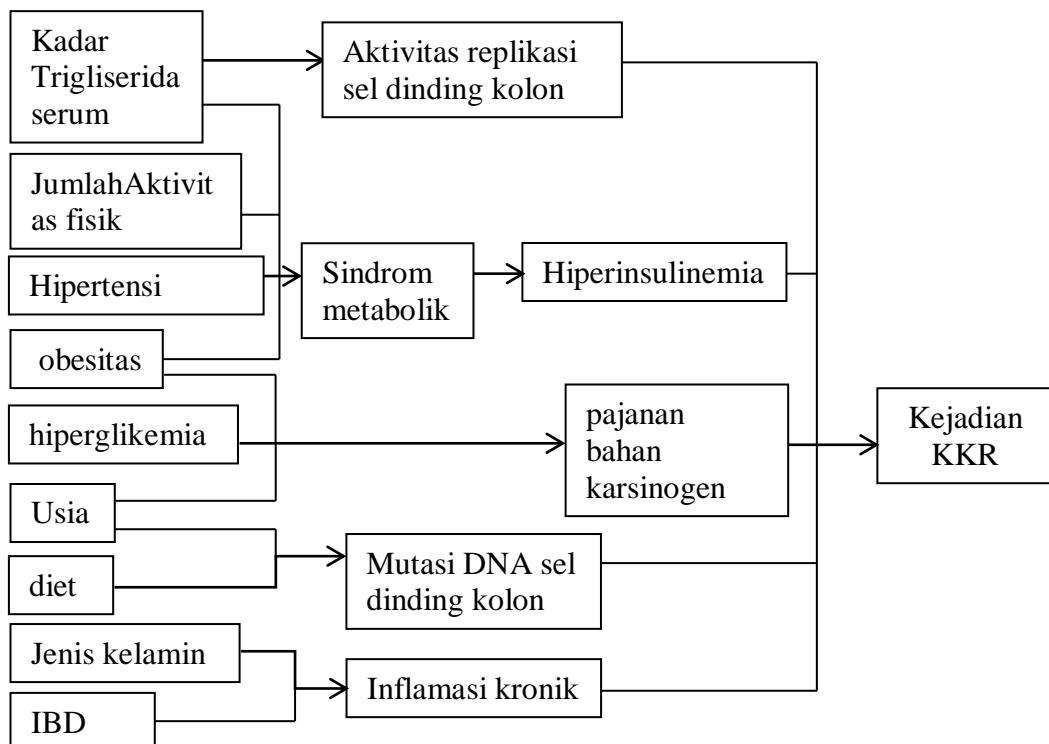 Kadar
Trigliserida
serum
Aktivitas replikasi
sel dinding kolon
JumlahAktivit
as fisik
Hipertensi
Sindrom
metabolik
Hiperinsulinemia
obesitas
hiperglikemia
pajanan
bahan
karsinogen
Kejadian
KKR
Usia
diet
Mutasi DNA sel
dinding kolon
Jenis kelamin
Inflamasi kronik
IBD